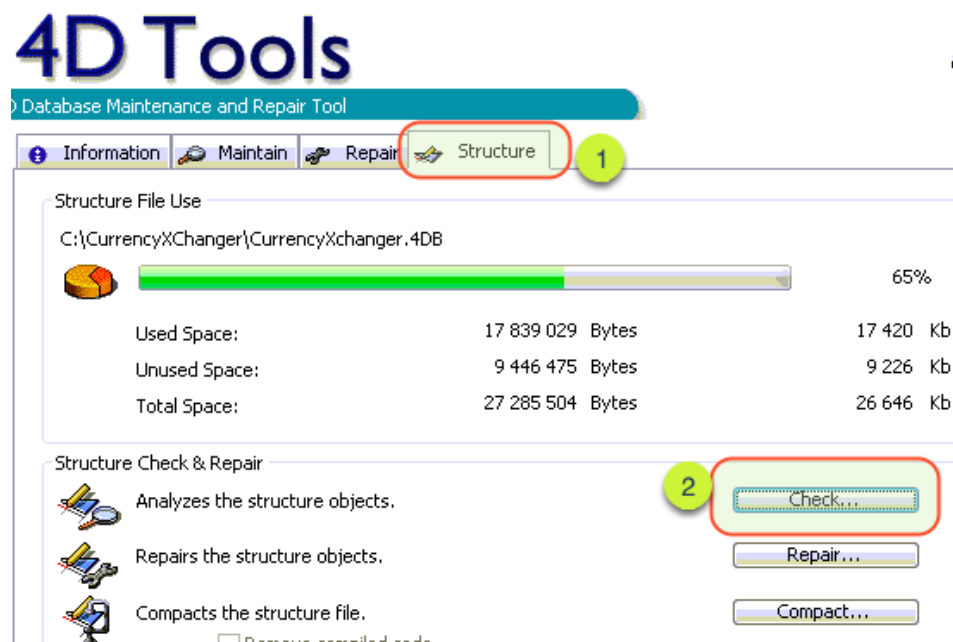 4D Tools
Database Maintenance and Repair Tool
Information Maintain Repair Structure 1
Structure File Use
C:\CurrencyXChanger\CurrencyXchanger.4DB
65%
Used Space: 17 839 029 Bytes 17 420 Kb
Unused Space: 9 446 475 Bytes 9 226 Kb
Total Space: 27 285 504 Bytes 26 646 Kb
Structure Check & Repair
2
Analyzes the structure objects. Check...
Repairs the structure objects. Repair...
Compacts the structure file. Compact...
Remove compiled code